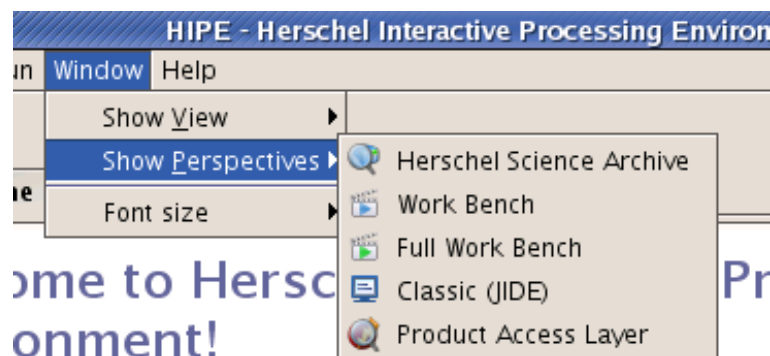 HIPE - Herschel Interactive Processing Environ
un Window Help
Show View
Show Perspectives
Herschel Science Archive
Font size
Work Bench
Full Work Bench
Classic (JIDE)
Product Access Layer
ome to Hersc Pr
onment!